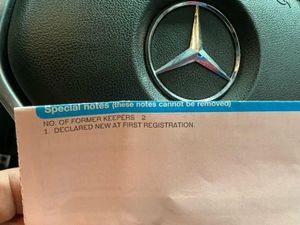 Special notes (these notes cannot be removed)
NO. OF FORMER KEEPERS 2
1. DECLARED NEW AT FIRST REGISTRATION.